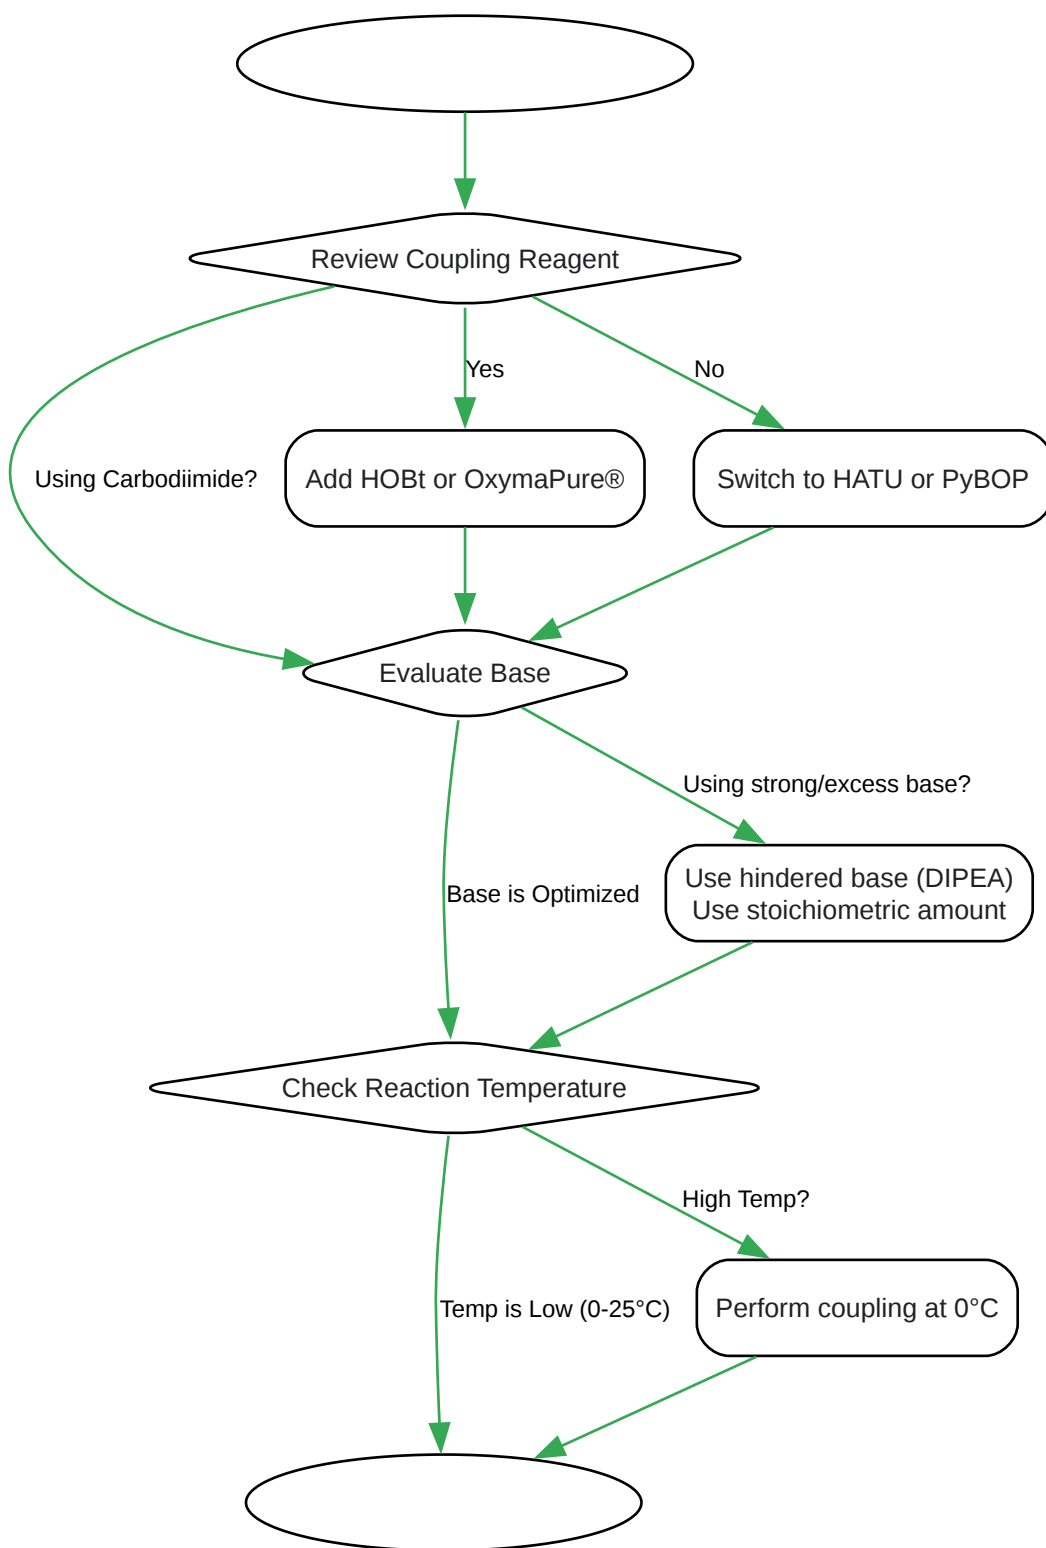 Review Coupling Reagent
Yes
No
Using Carbodiimide?
Add HOBt or OxymaPure®
Switch to HATU or PyBOP
Evaluate Base
Using strong/excess base?
Base is Optimized
Use hindered base (DIPEA)
Use stoichiometric amount
Check Reaction Temperature
High Temp?
Temp is Low (0-25°C)
Perform coupling at 0°C